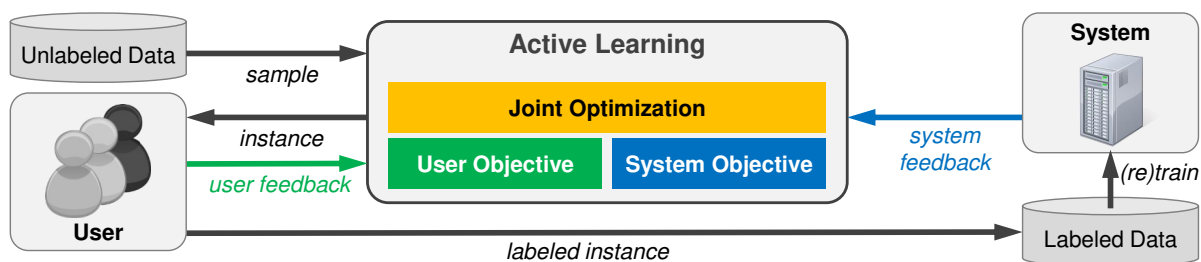 Unlabeled Data
sample
Active Learning
System
Joint Optimization
instance
User Objective
System Objective
user feedback
system
feedback
(re)train
User
labeled instance
Labeled Data